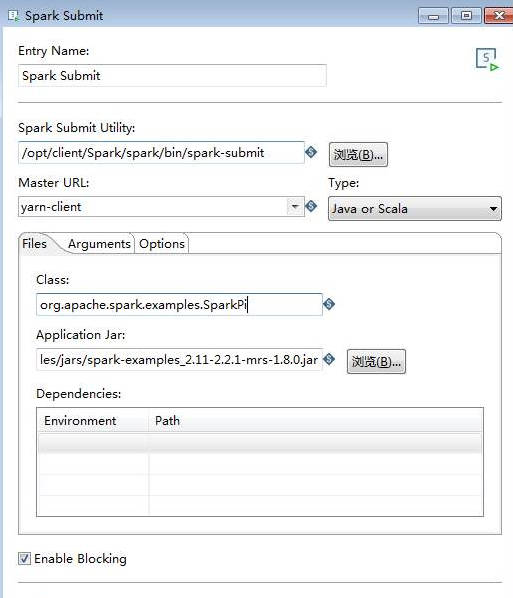 Spark Submit
Entry Name:
Spark Submit
S
Spark Submit Utility:
/opt/client/Spark/spark/bin/spark-submit
浏览(B)...
Master URL:
Type:
yarn-client
Java or Scala
Files Arguments Options
Class:
org.apache.spark.examples.SparkPi
Application Jar:
les/jars/spark-examples_2.11-2.2.1-mrs-1.8.0.jar
浏览(B)...
Dependencies:
Environment Path
Enable Blocking